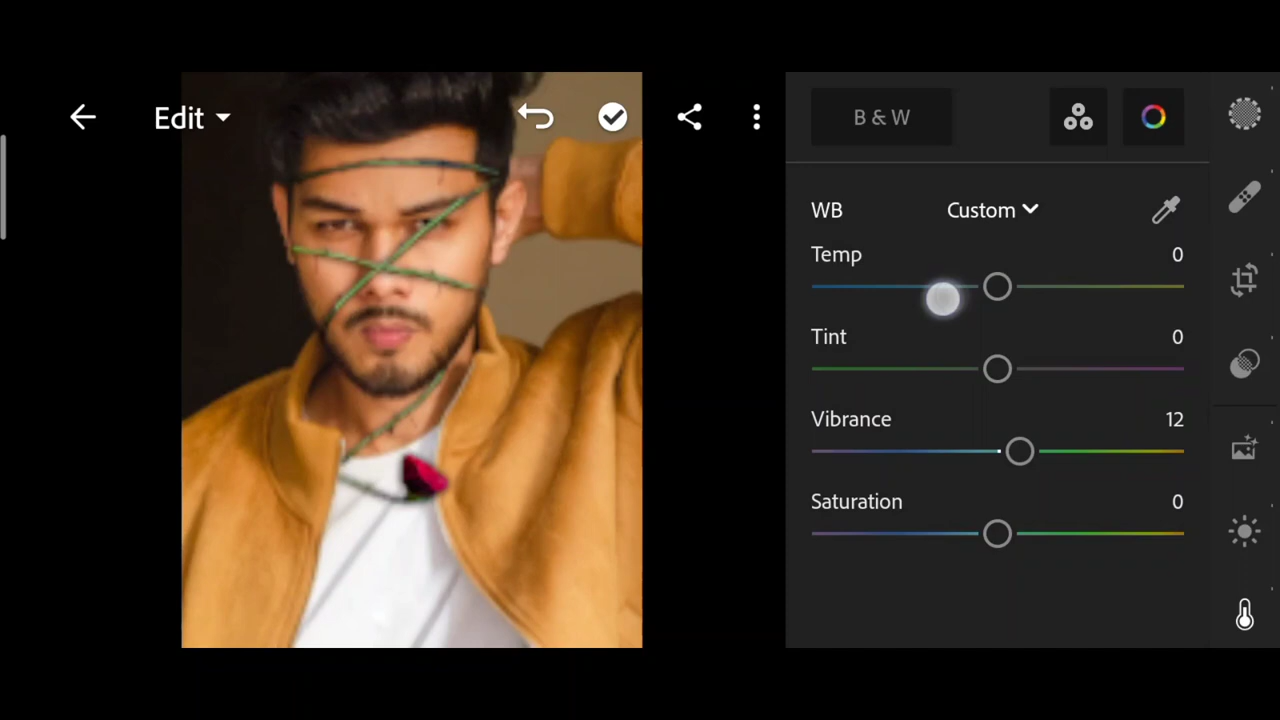 Edit
B & W
WB Custom
Temp 0
Tint 0
Vibrance 12
Saturation 0